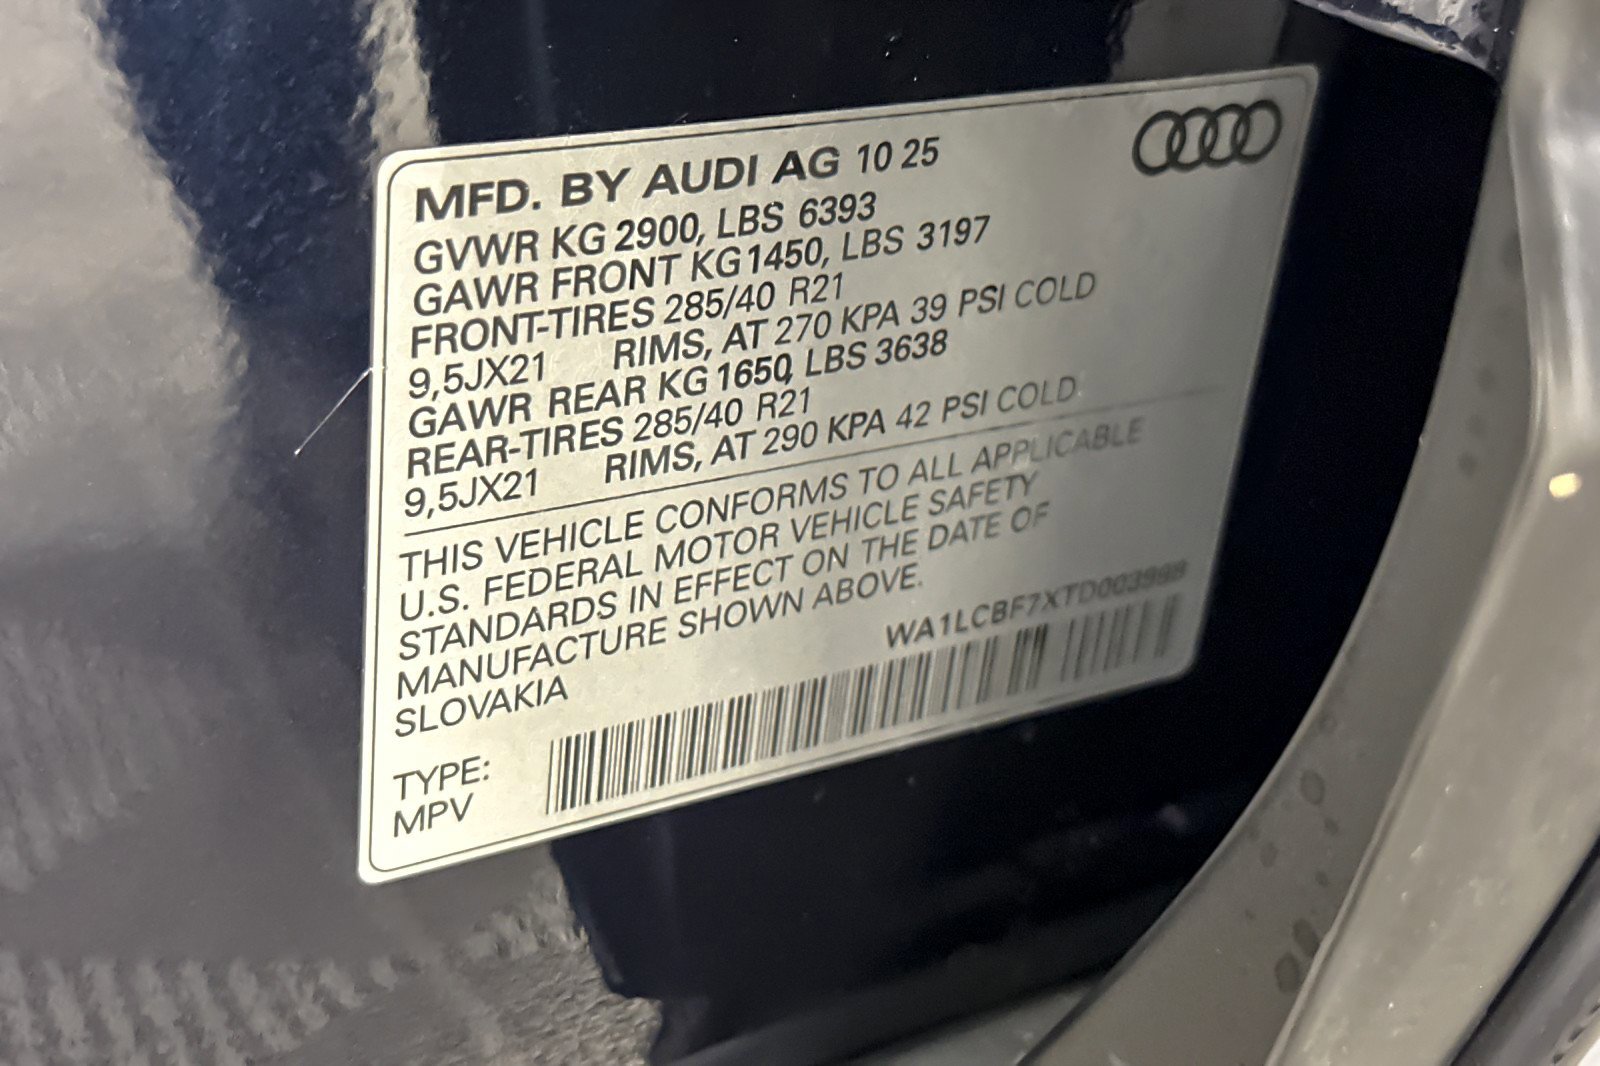 MFD. BY AUDI AG 10 25
GVWR KG 2900, LBS 6393
GAWR FRONT KG 1450, LBS 3197
FRONT-TIRES 285/40 R21
9,5JX21 RIMS, AT 270 KPA 39 PSI COLD
GAWR REAR KG 1650, LBS 3638
REAR-TIRES 285/40 R21
9,5JX21 RIMS, AT 290 KPA 42 PSI COLD
THIS VEHICLE CONFORMS TO ALL APPLICABLE
U.S. FEDERAL MOTOR VEHICLE SAFETY
STANDARDS IN EFFECT ON THE DATE OF
MANUFACTURE SHOWN ABOVE.
SLOVAKIA
TYPE:
MPV